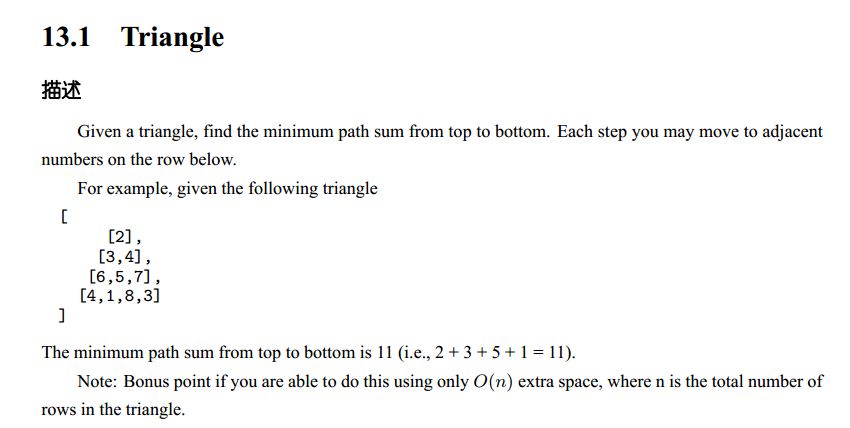 13.1 Triangle
描述
Given a triangle, find the minimum path sum from top to bottom. Each step you may move to adjacent
numbers on the row below.
For example, given the following triangle
[
[2],
[3,4],
[6,5,7],
[4,1,8,3]
]
The minimum path sum from top to bottom is 11 (i.e., 2 + 3 + 5 + 1 = 11).
Note: Bonus point if you are able to do this using only O(n) extra space, where n is the total number of
rows in the triangle.